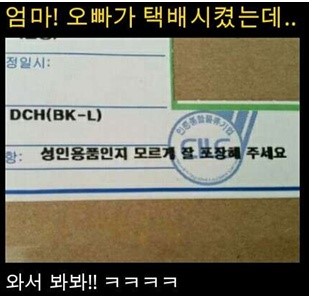 엄마! 오빠가 택배시켰는데..
정일시:
DCH(BK-L)
항: 성인용품인지 모르게 잘 포장해 주세요
와서 봐봐!! ㅋㅋㅋㅋ